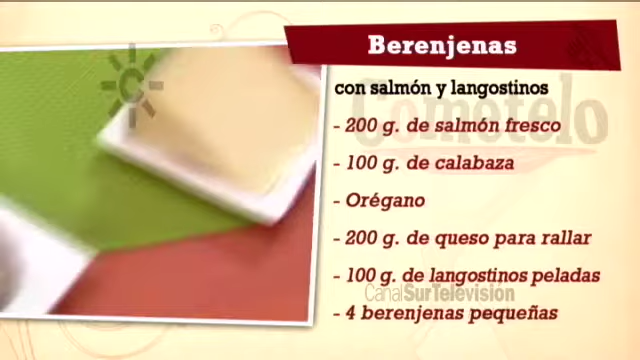 Berenjenas
con salmón y langostinos
Cómetelo
- 200 g. de salmón fresco
- 100 g. de calabaza
- Orégano
- 200 g. de queso para rallar
- 100 g. de langostinos peladas
CanalSurTelevisión
- 4 berenjenas pequeñas